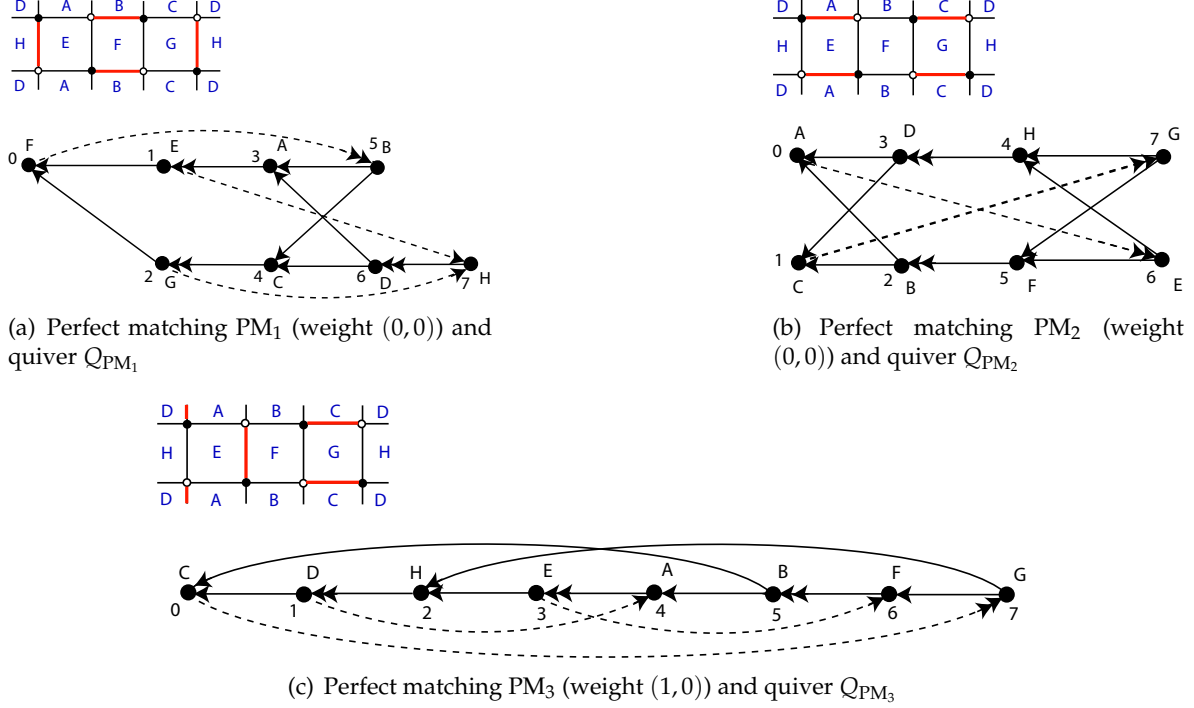 D A B C D
H E F G H
D A B C D
F E A 5 B
0 1 3
2 G 4 C 6 D 7 H
(a) Perfect matching PM₁ (weight (0, 0)) and
quiver Q_PM₁
D A B C D
H E F G H
D A B C D
A D H 7 G
0 3 4
1 2 5 6
C B F E
(b) Perfect matching PM₂ (weight
(0, 0)) and quiver Q_PM₂
D A B C D
H E F G H
D A B C D
C D H E A B F G
0 1 2 3 4 5 6 7
(c) Perfect matching PM₃ (weight (1, 0)) and quiver Q_PM₃